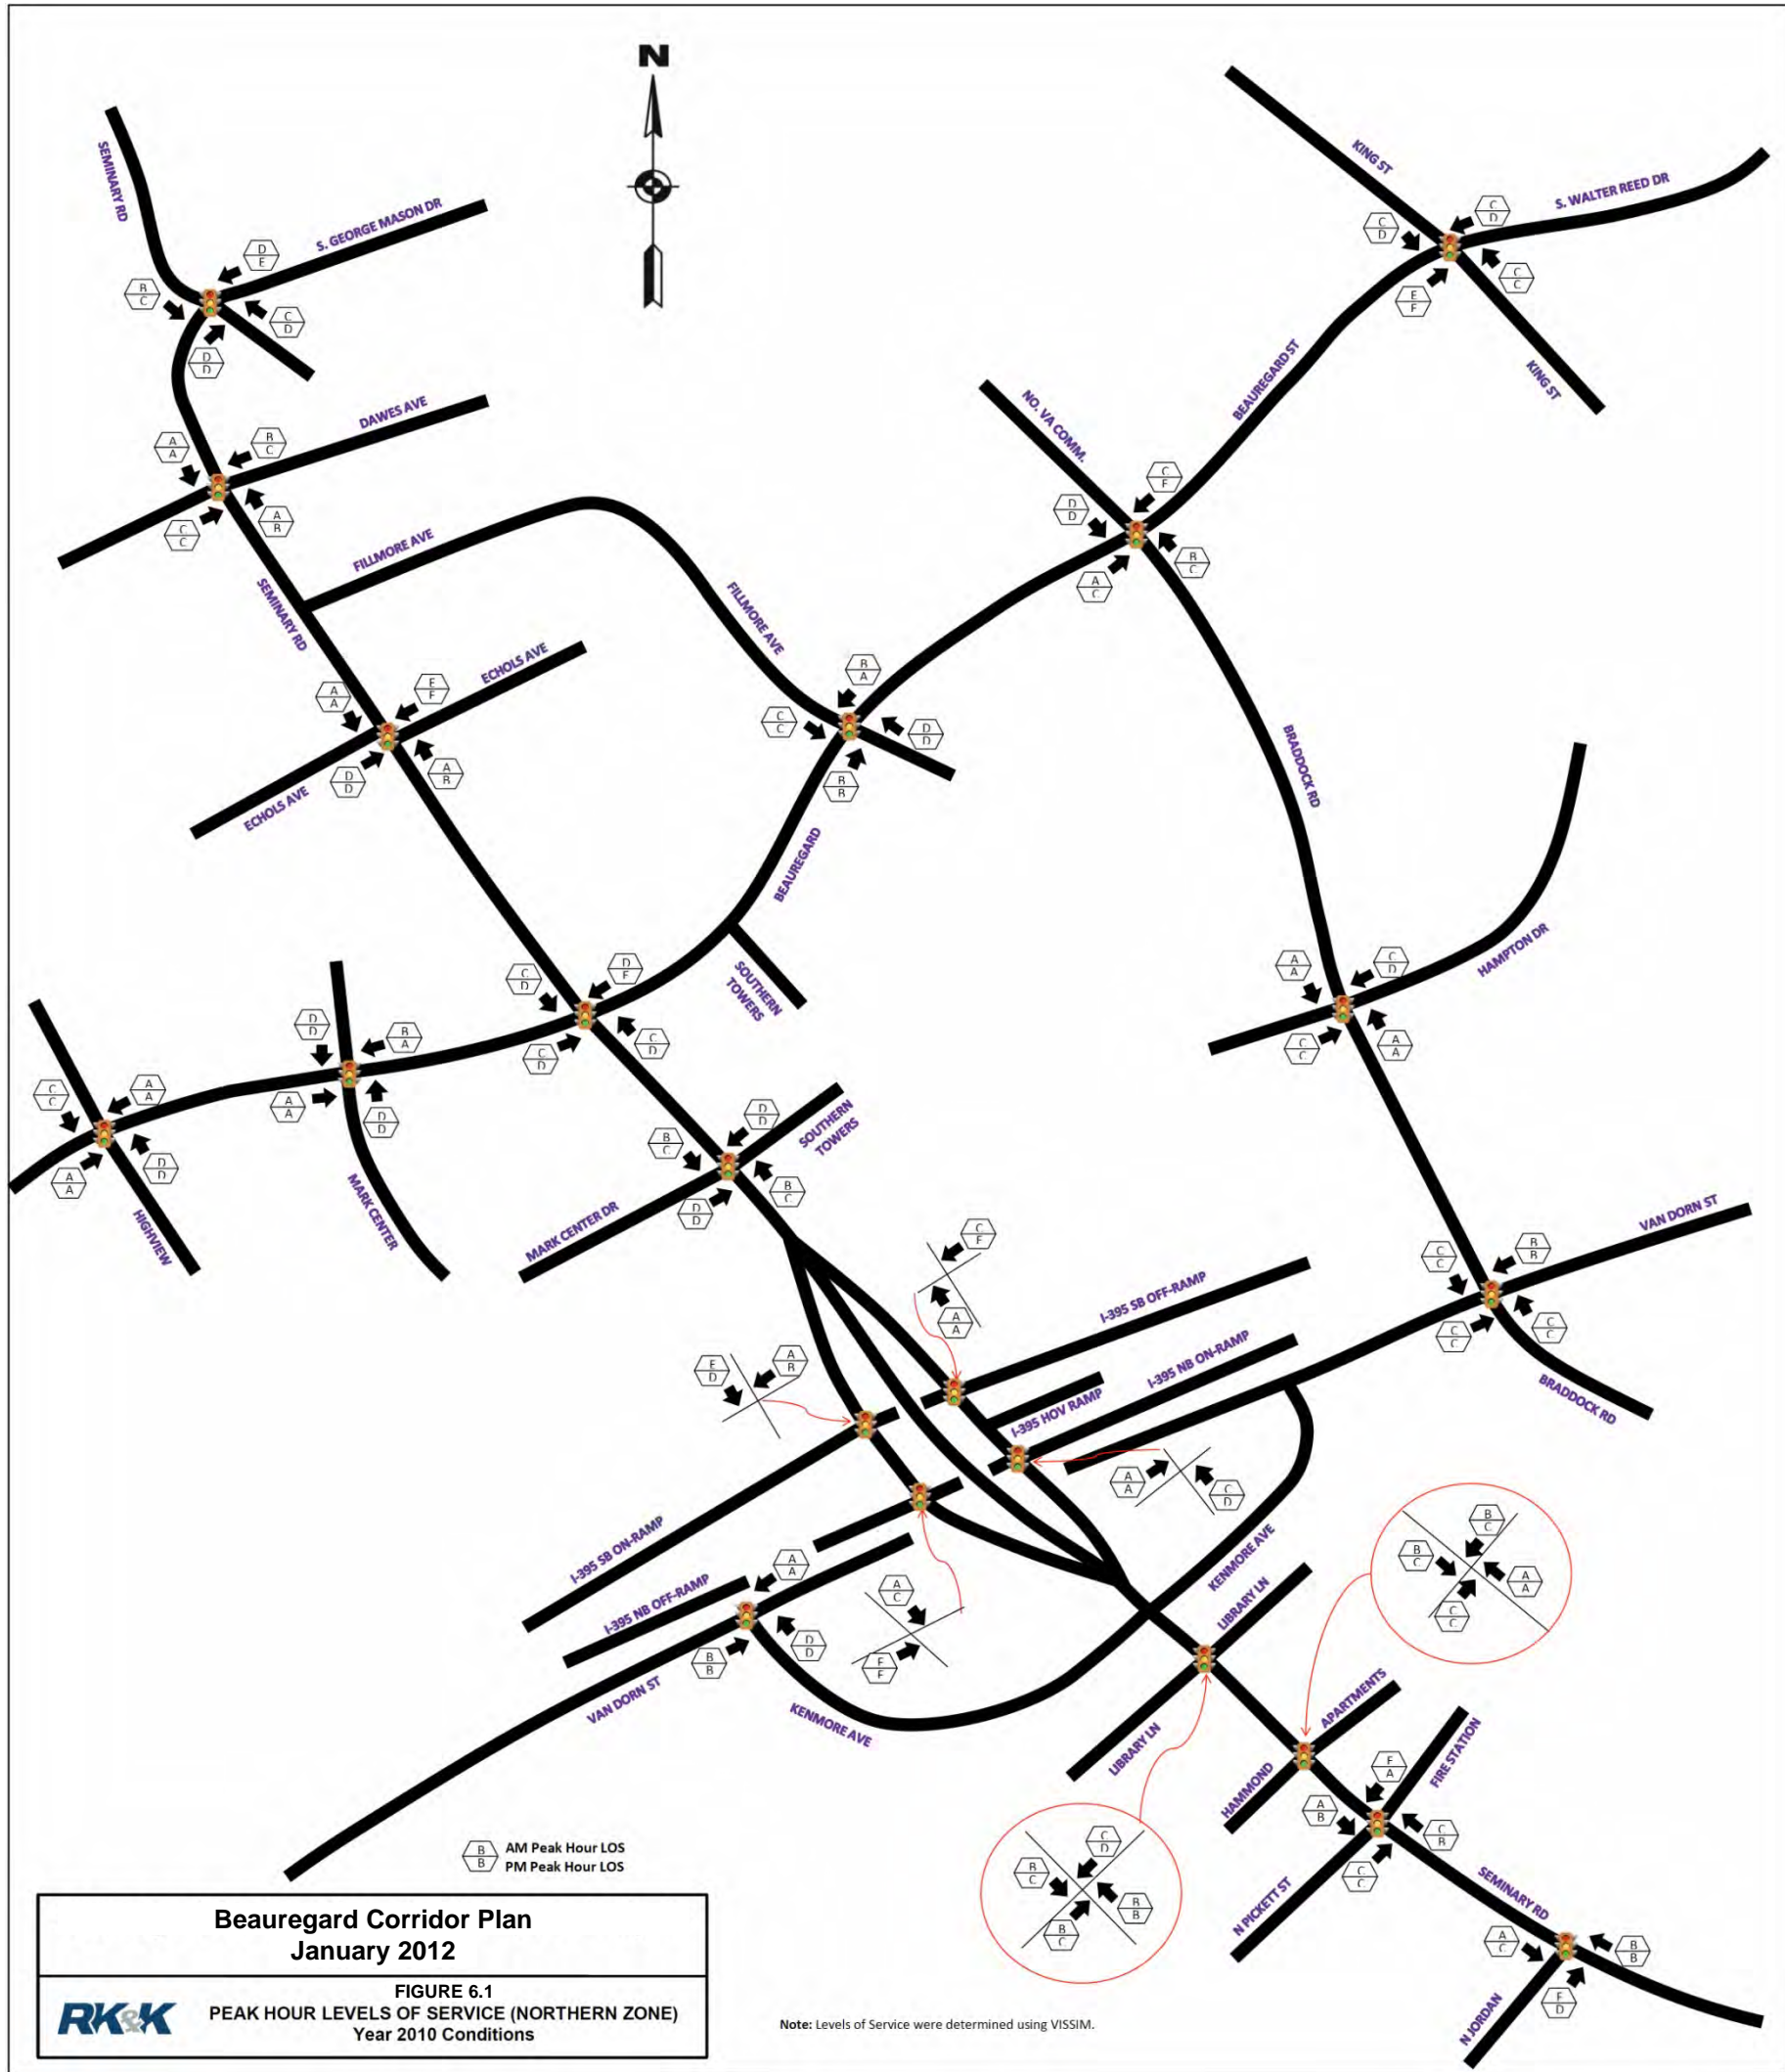 N
SEMINARY RD
S. GEORGE MASON DR
D
E
B
C
C
D
D
D
KING ST
S. WALTER REED DR
C
D
C
D
C
C
E
F
KING ST
BEAUREGARD ST
DAWES AVE
A
A
B
C
A
B
C
C
NO. VA COMM.
C
F
D
D
B
C
A
C
FILLMORE AVE
SEMINARY RD
FILLMORE AVE
ECHOLS AVE
A
A
D
D
A
B
ECHOLS AVE
B
A
C
C
D
D
B
B
BEAUREGARD
BRADDOCK RD
HAMPTON DR
A
A
C
D
C
C
A
A
C
D
D
C
D
C
D
SOUTHERN
TOWERS
D
D
B
A
A
A
D
D
C
C
A
A
D
D
A
A
HIGHVIEW
MARK CENTER
SOUTHERN
TOWERS
D
D
B
C
B
C
D
D
MARK CENTER DR
VAN DORN ST
C
C
B
B
C
C
C
C
BRADDOCK RD
C
A
A
I-395 SB OFF-RAMP
I-395 NB ON-RAMP
I-395 HOV RAMP
D
A
B
A
A
C
D
I-395 SB ON-RAMP
I-395 NB OFF-RAMP
A
A
D
D
B
B
A
C
VAN DORN ST
KENMORE AVE
KENMORE AVE
LIBRARY LN
LIBRARY LN
B
C
B
C
A
A
C
C
HAMMOND
APARTMENTS
FIRE STATION
A
A
B
C
B
C
C
N PICKETT ST
SEMINARY RD
C
D
B
C
B
B
B
C
A
C
B
B
D
N JORDAN
B
B
AM Peak Hour LOS
PM Peak Hour LOS
Beauregard Corridor Plan
January 2012
RK&K
FIGURE 6.1
PEAK HOUR LEVELS OF SERVICE (NORTHERN ZONE)
Year 2010 Conditions
Note: Levels of Service were determined using VISSIM.